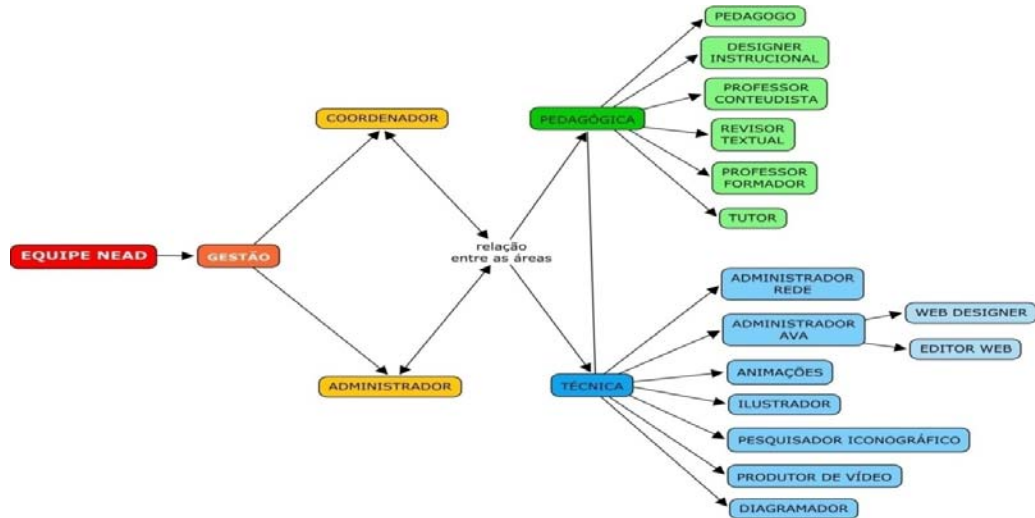 EQUIPE NEAD
GESTÃO
COORDENADOR
ADMINISTRADOR
relação
entre as áreas
PEDAGÓGICA
PEDAGOGO
DESIGNER
INSTRUCIONAL
PROFESSOR
CONTEUDISTA
REVISOR
TEXTUAL
PROFESSOR
FORMADOR
TUTOR
TÉCNICA
ADMINISTRADOR
REDE
ADMINISTRADOR
AVA
WEB DESIGNER
EDITOR WEB
ANIMAÇÕES
ILUSTRADOR
PESQUISADOR ICONOGRÁFICO
PRODUTOR DE VÍDEO
DIAGRAMADOR